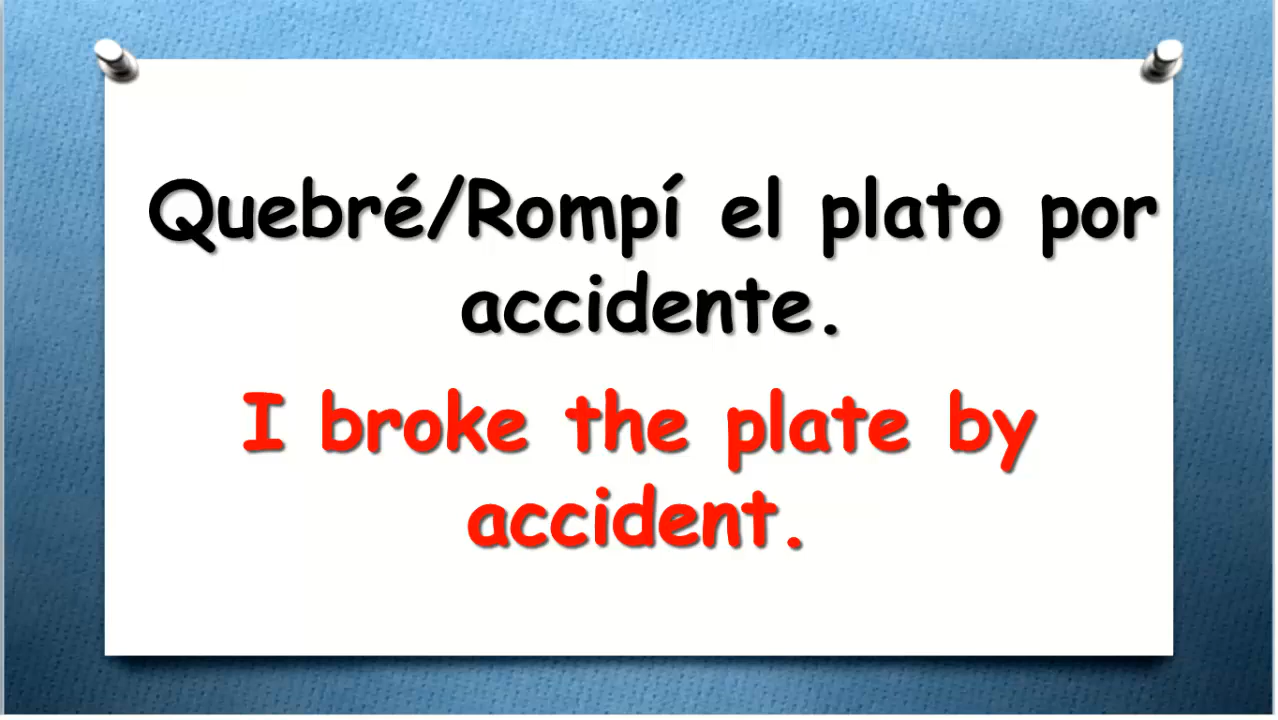 Quebré/Rompí el plato por
accidente.
I broke the plate by
accident.